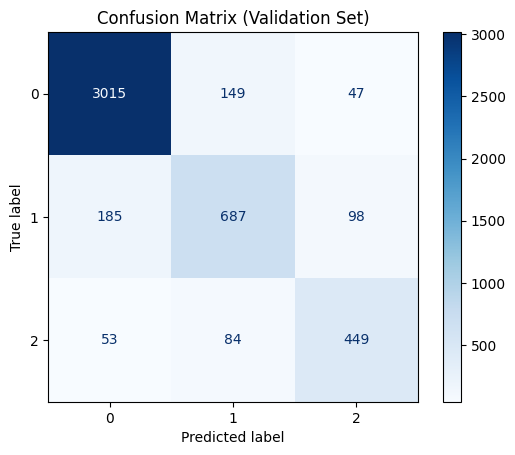 Confusion Matrix (Validation Set)
0 3015 149 47
1 185 687 98
2 53 84 449
0 1 2
Predicted label
True label
3000
2500
2000
1500
1000
500